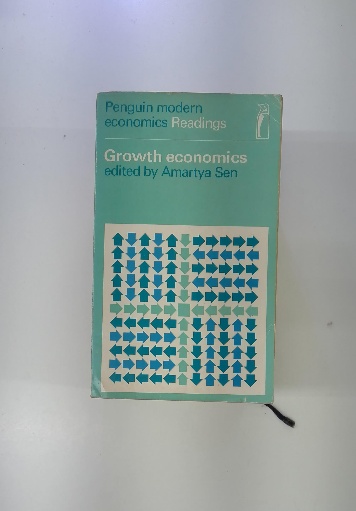 Penguin modern
economics Readings
Growth economics
edited by Amartya Sen